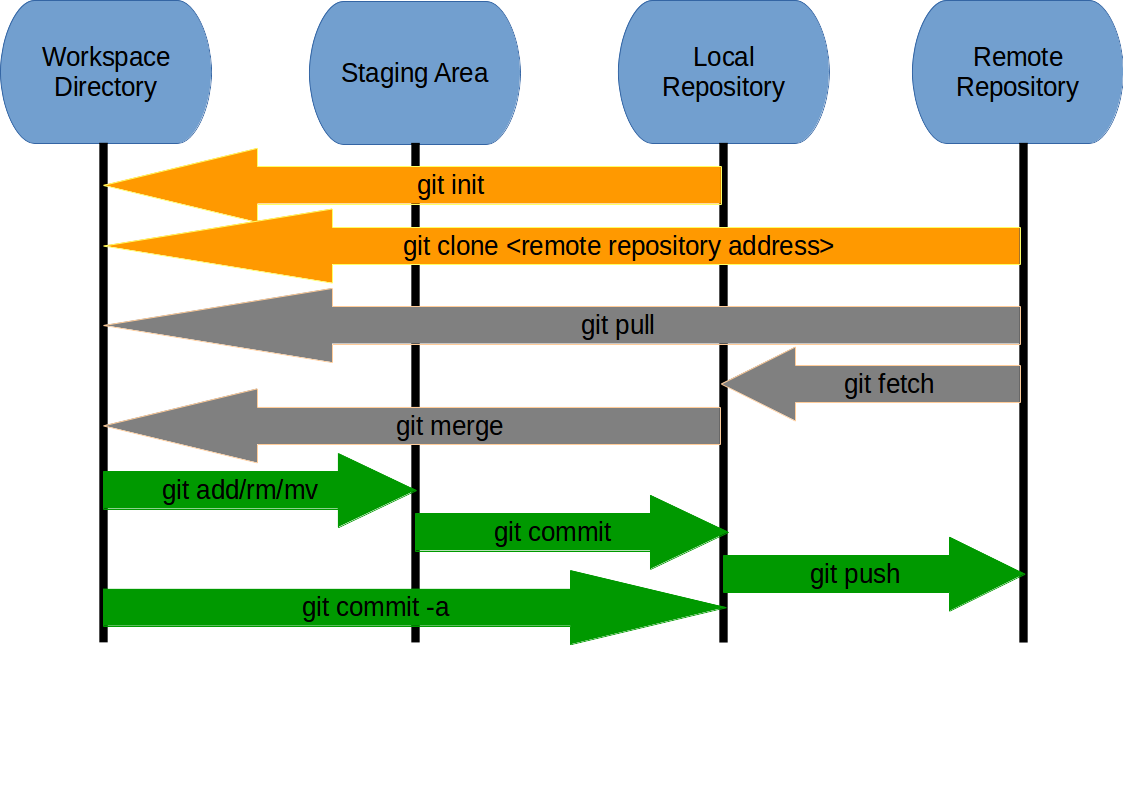 Workspace
Directory
Staging Area
Local
Repository
Remote
Repository
git init
git clone <remote repository address>
git pull
git fetch
git merge
git add/rm/mv
git commit
git push
git commit -a